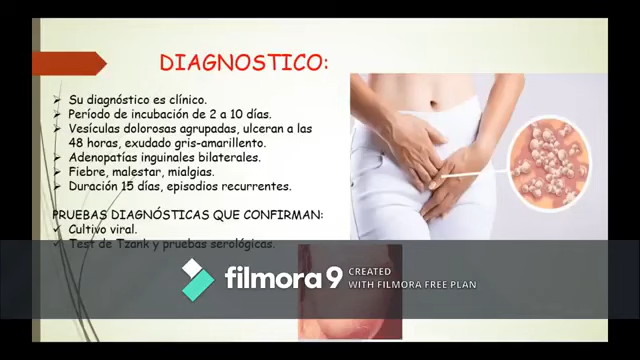 DIAGNOSTICO:
Su diagnóstico es clínico.
Período de incubación de 2 a 10 días.
Vesículas dolorosas agrupadas, ulceran a las
48 horas, exudado gris-amarillento.
Adenopatías inguinales bilaterales.
Fiebre, malestar, mialgias.
Duración 15 días, episodios recurrentes.
PRUEBAS DIAGNÓSTICAS QUE CONFIRMAN:
Cultivo viral.
Test de Tzank y pruebas serológicas.
filmora 9 CREATED
WITH FILMORA FREE PLAN